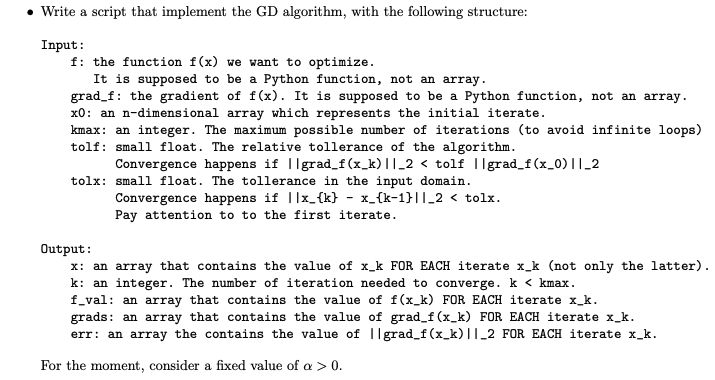 • Write a script that implement the GD algorithm, with the following structure:
Input:
f: the function f(x) we want to optimize.
It is supposed to be a Python function, not an array.
grad_f: the gradient of f(x). It is supposed to be a Python function, not an array.
x0: an n-dimensional array which represents the initial iterate.
kmax: an integer. The maximum possible number of iterations (to avoid infinite loops)
tolf: small float. The relative tollerance of the algorithm.
Convergence happens if ||grad_f(x_k)||_2 < tolf ||grad_f(x_0)||_2
tolx: small float. The tollerance in the input domain.
Convergence happens if ||x_{k} - x_{k-1}||_2 < tolx.
Pay attention to to the first iterate.
Output:
x: an array that contains the value of x_k FOR EACH iterate x_k (not only the latter).
k: an integer. The number of iteration needed to converge. k < kmax.
f_val: an array that contains the value of f(x_k) FOR EACH iterate x_k.
grads: an array that contains the value of grad_f(x_k) FOR EACH iterate x_k.
err: an array the contains the value of ||grad_f(x_k)||_2 FOR EACH iterate x_k.
For the moment, consider a fixed value of α > 0.